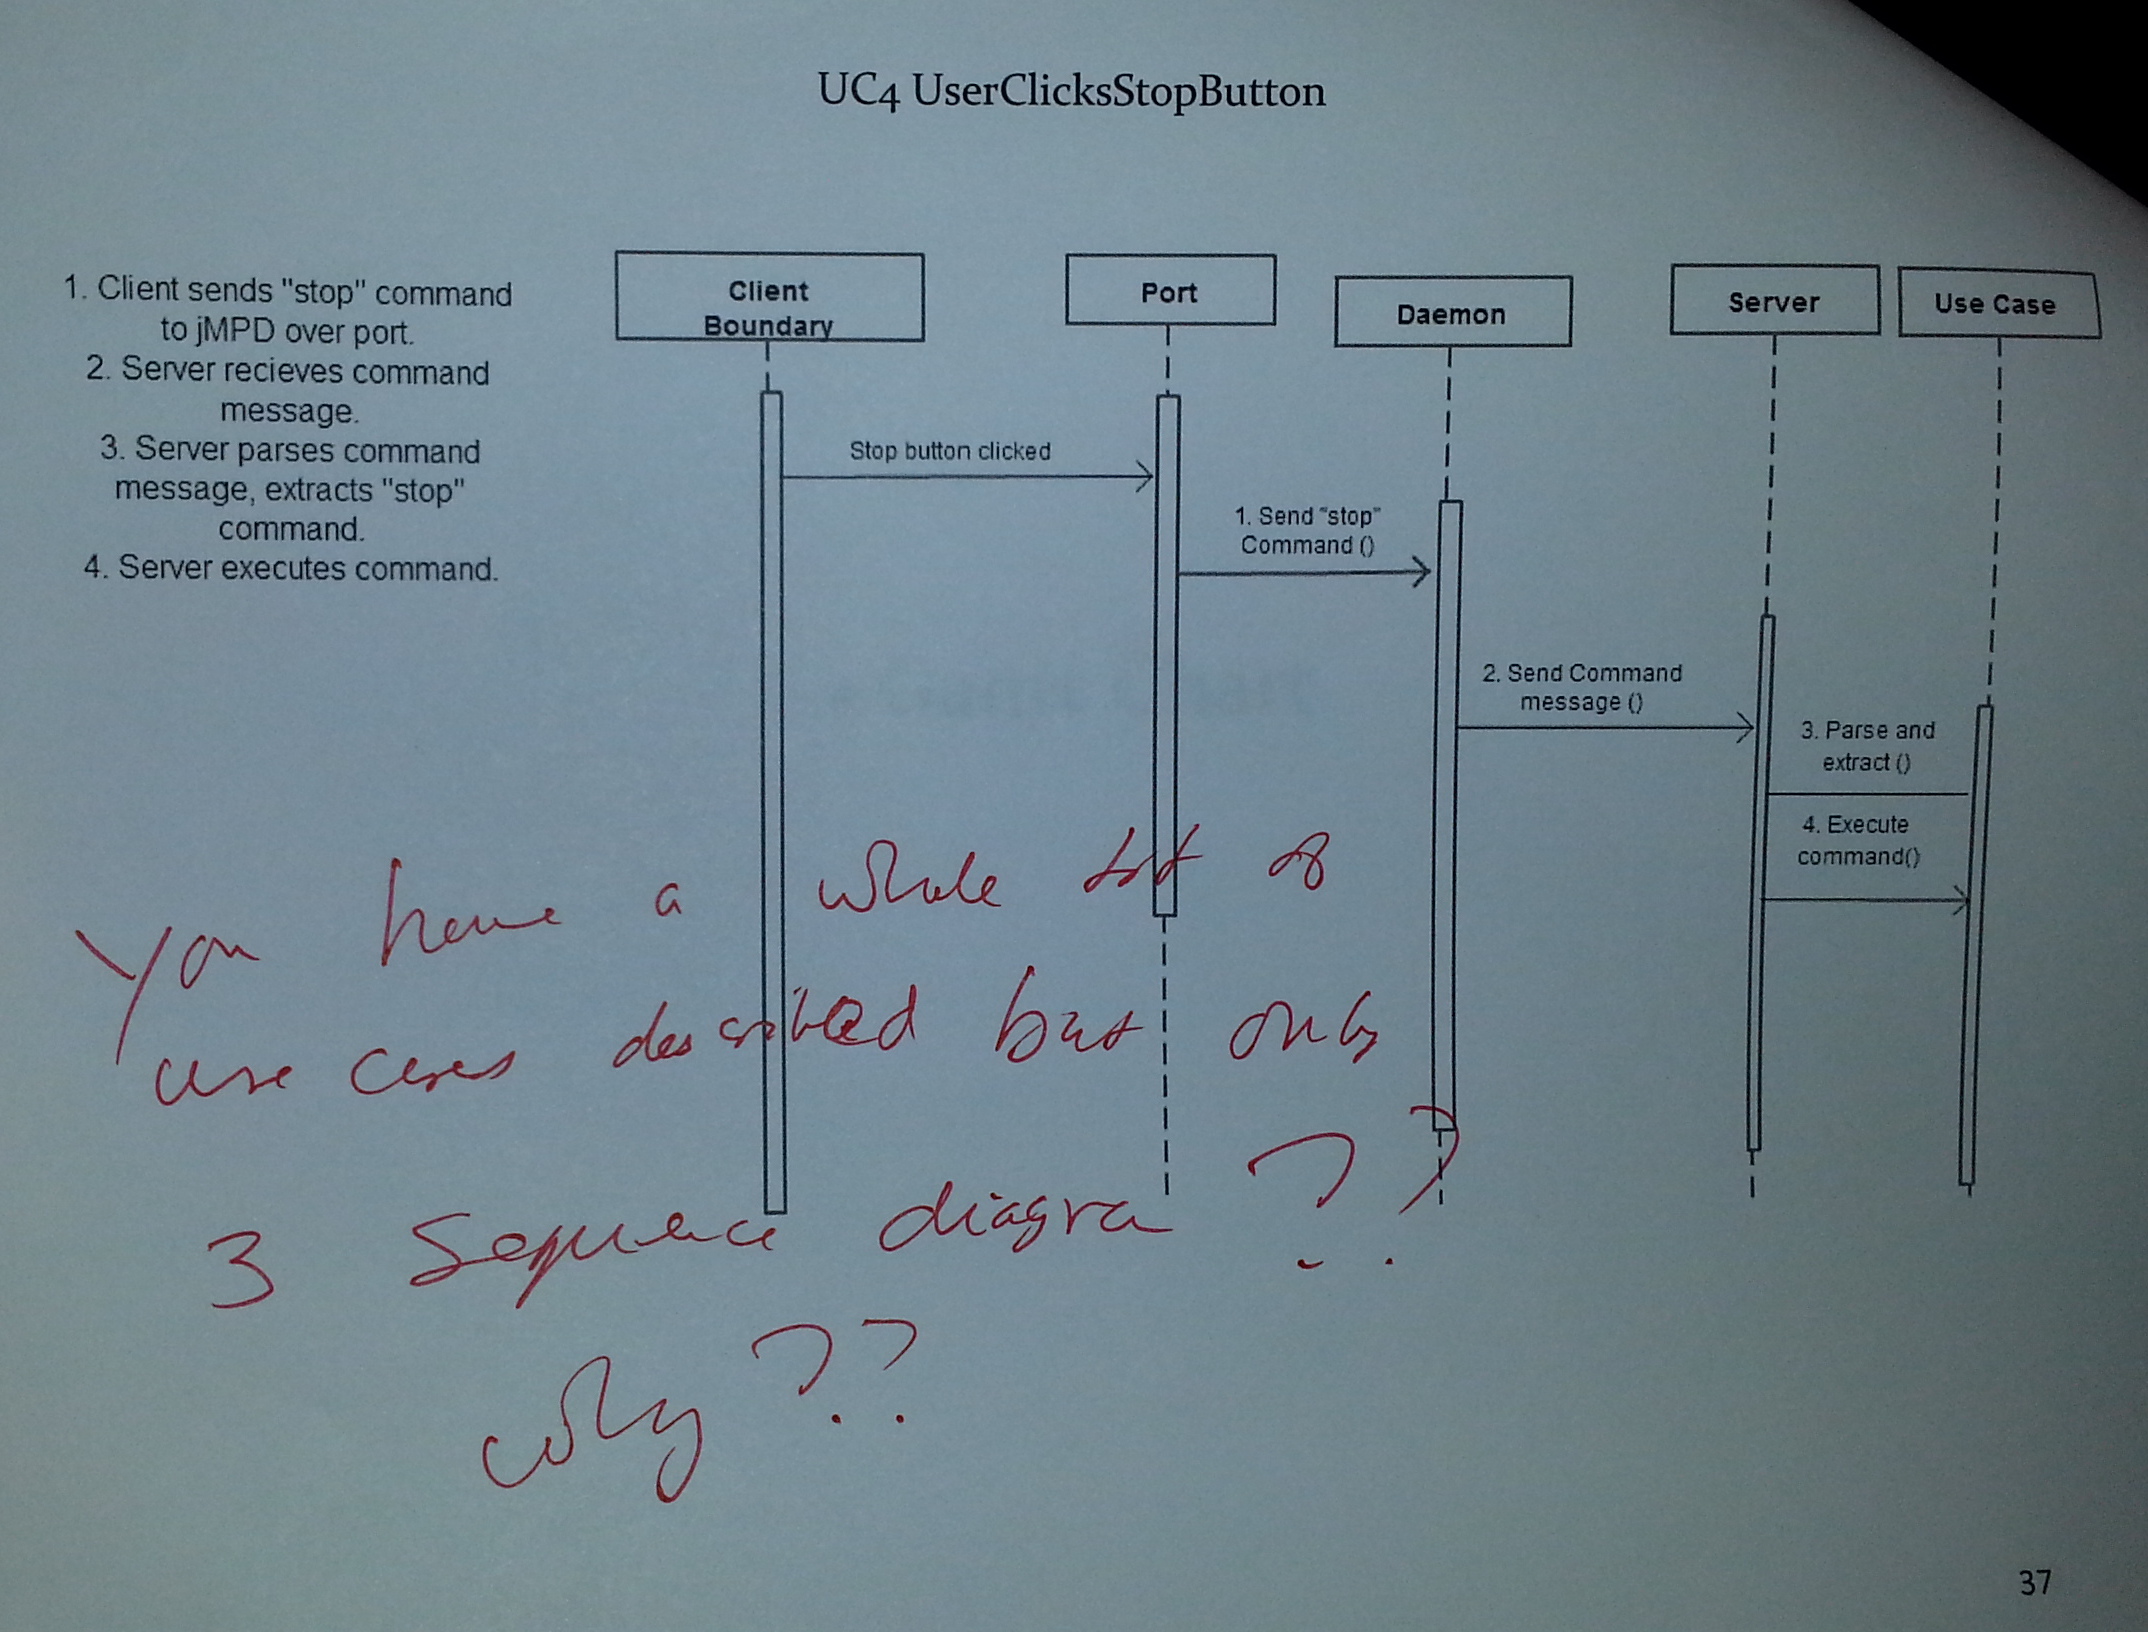 UC4 UserClicksStopButton
1. Client sends "stop" command
to jMPD over port.
2. Server recieves command
message.
3. Server parses command
message, extracts "stop"
command.
4. Server executes command.
Client
Boundary
Port
Daemon
Server
Use Case
Stop button clicked
1. Send "stop"
Command ()
2. Send Command
message ()
3. Parse and
extract ()
4. Execute
command()
You have a whole lot of
use cases described but only
3 Sequence diagra ??
why ??
37